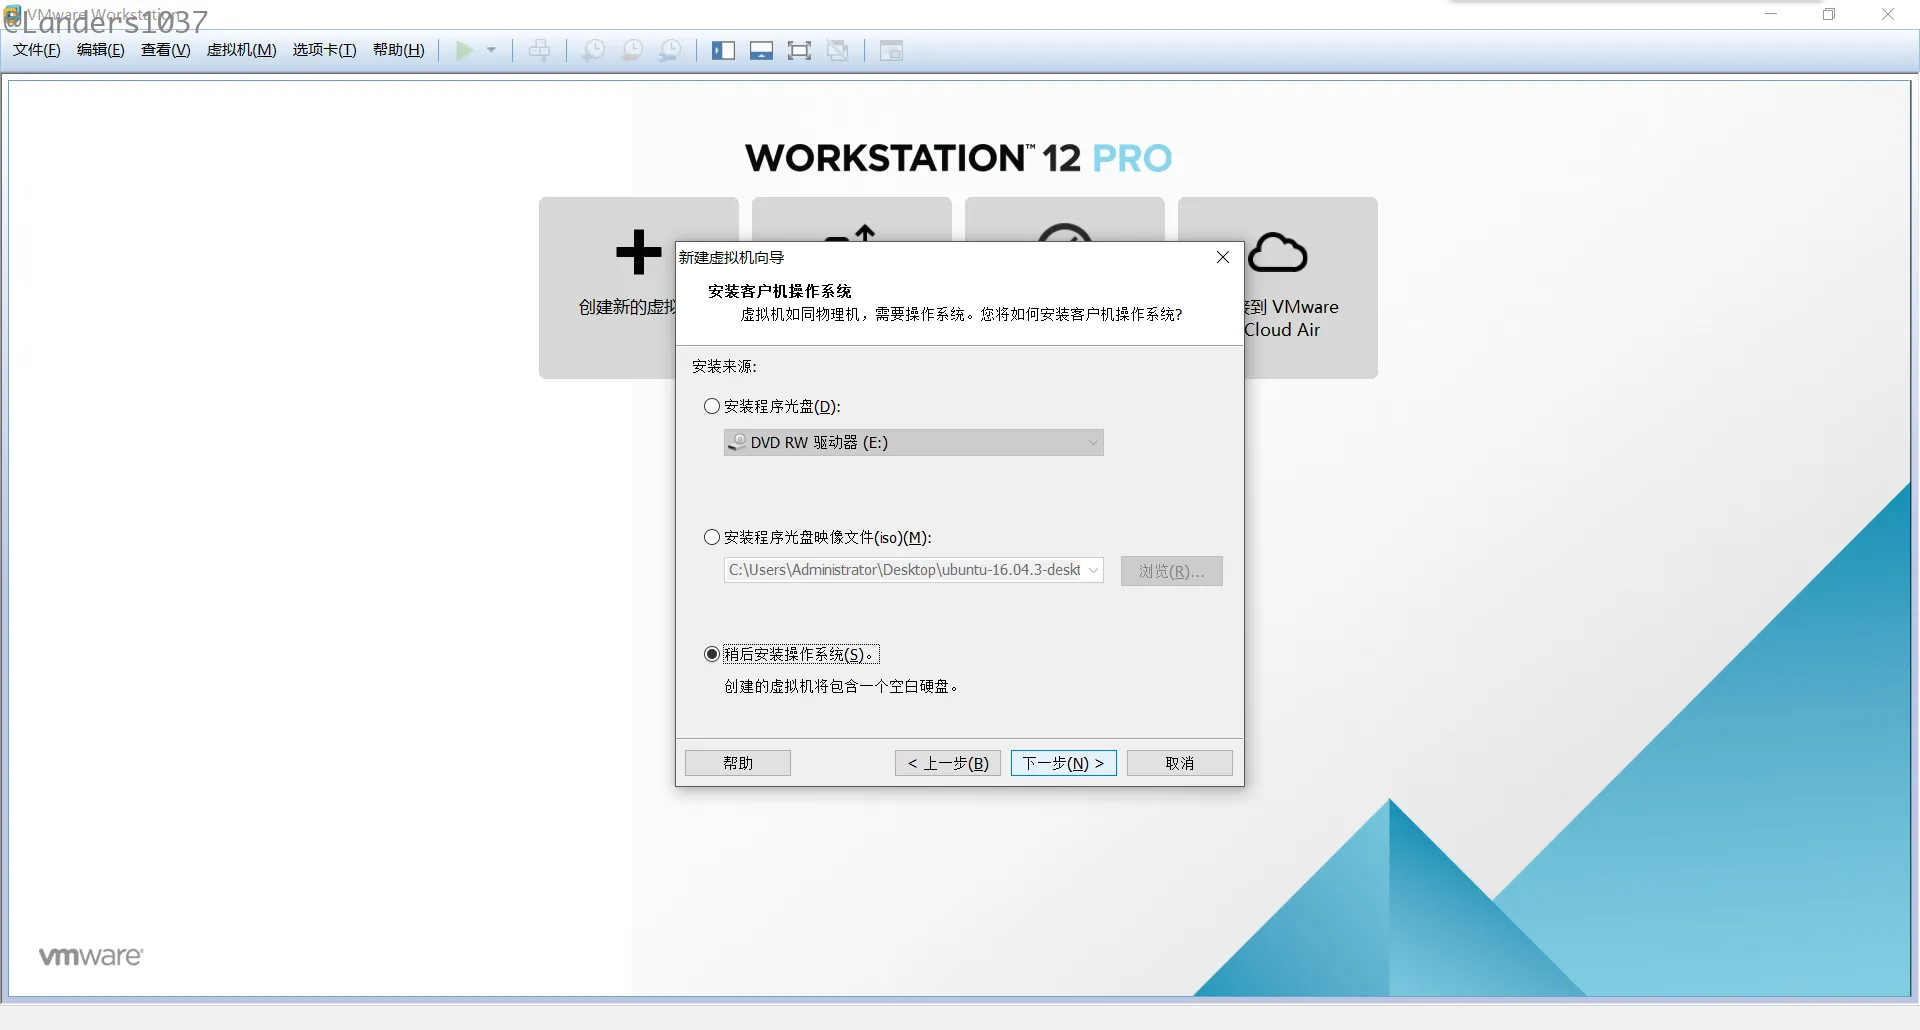 VMware Workstation
@Landers1037
文件(F) 编辑(E) 查看(V) 虚拟机(M) 选项卡(T) 帮助(H)
WORKSTATION™ 12 PRO
创建新的虚拟
接到 VMware
Cloud Air
新建虚拟机向导
安装客户机操作系统
虚拟机如同物理机，需要操作系统。您将如何安装客户机操作系统?
安装来源:
安装程序光盘(D):
DVD RW 驱动器 (E:)
安装程序光盘映像文件(iso)(M):
C:\Users\Administrator\Desktop\ubuntu-16.04.3-deskt
浏览(R)...
稍后安装操作系统(S)。
创建的虚拟机将包含一个空白硬盘。
帮助 < 上一步(B) 下一步(N) > 取消
vmware